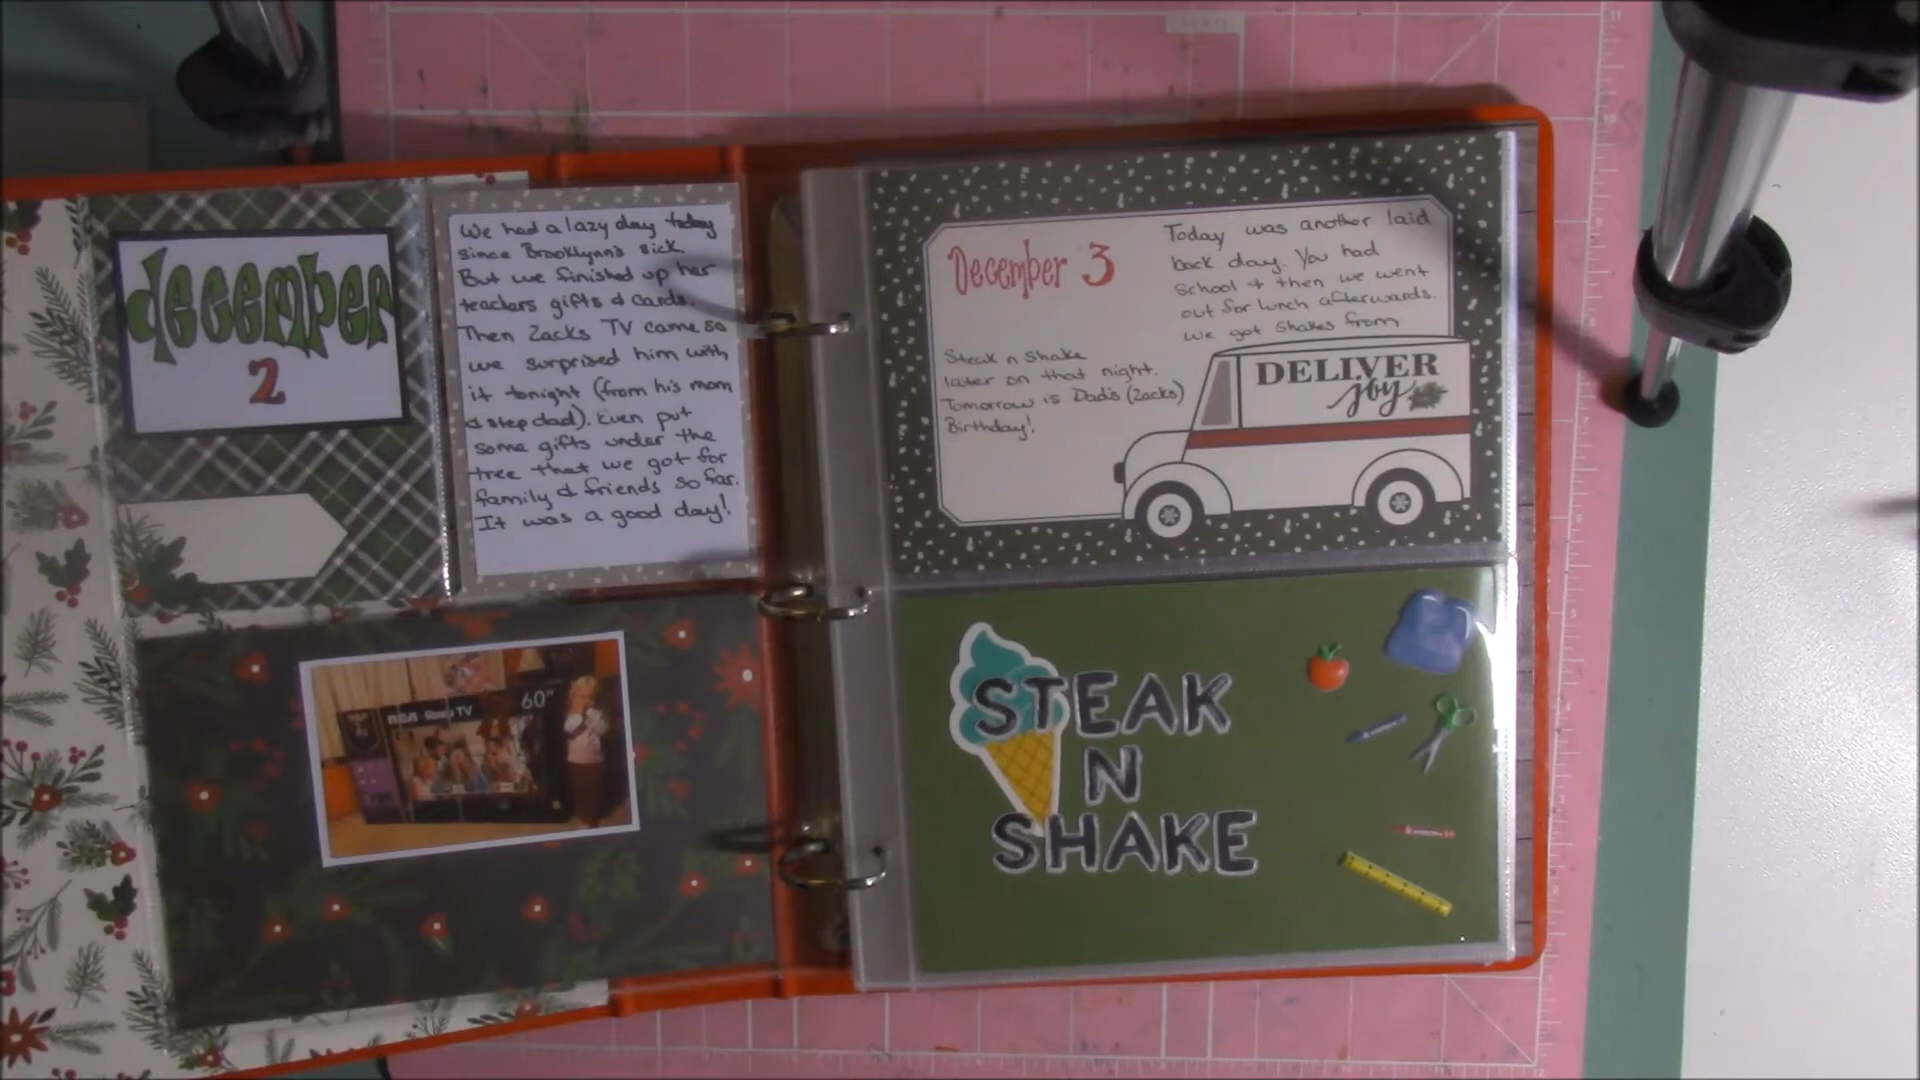 december
2
We had a lazy day today
since Brooklynn's sick.
But we finished up her
teachers gifts & cards.
Then Zacks TV came so
we surprised him with
it tonight (from his mom
& step dad). Even put
some gifts under the
tree that we got for
family & friends so far.
It was a good day!
RCA Roku TV
60"
December 3
Today was another laid
back day. You had
school & then we went
out for lunch afterwards.
We got shakes from
Steak n Shake
later on that night.
Tomorrow is Dad's (Zacks)
Birthday!
DELIVER
joy
STEAK
N
SHAKE